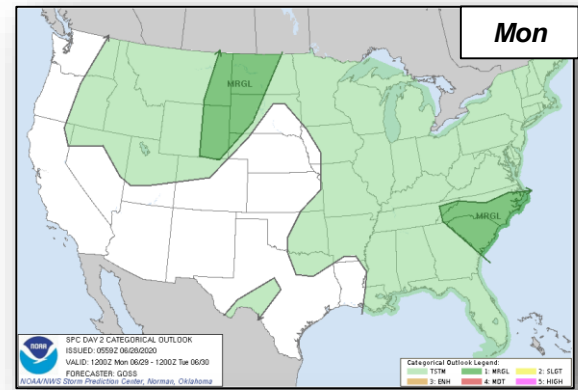 Mon
MRGL
MRGL
NOAA
SPC DAY 2 CATEGORICAL OUTLOOK
ISSUED: 0559Z 06/28/2020
VALID: 1200Z Mon 06/29 - 1200Z Tue 06/30
FORECASTER: GOSS
NOAA/NWS Storm Prediction Center, Norman, Oklahoma
Categorical Outlook Legend:
TSTM 1: MRGL 2: SLGT
3: ENH 4: MDT 5: HIGH